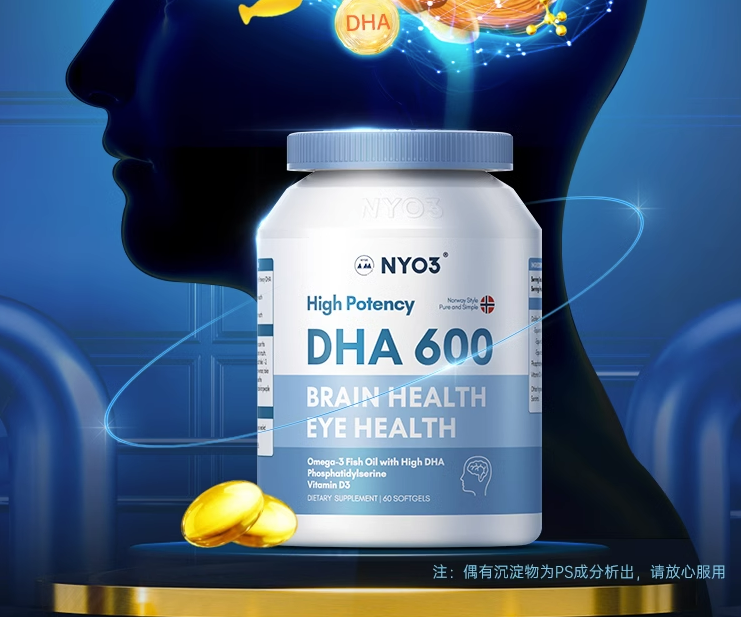 DHA
NYO3
NYO3®
High Potency
Norway Style
Pure and Simple
DHA 600
BRAIN HEALTH
EYE HEALTH
Omega-3 Fish Oil with High DHA
Phosphatidylserine
Vitamin D3
DIETARY SUPPLEMENT | 60 SOFTGELS
注：偶有沉淀物为PS成分析出，请放心服用